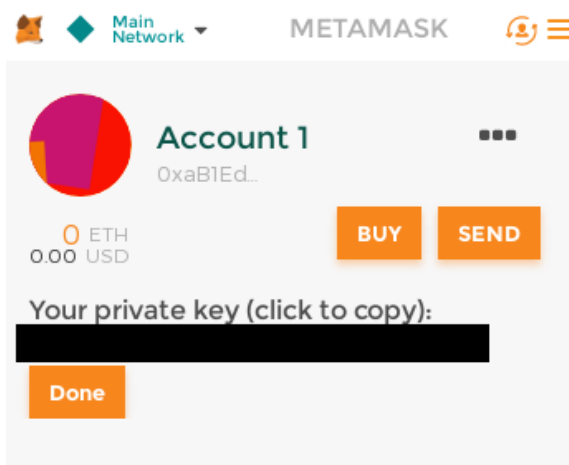 Main
Network
METAMASK
Account 1
0xaB1Ed...
0 ETH
0.00 USD
BUY
SEND
Your private key (click to copy):
Done